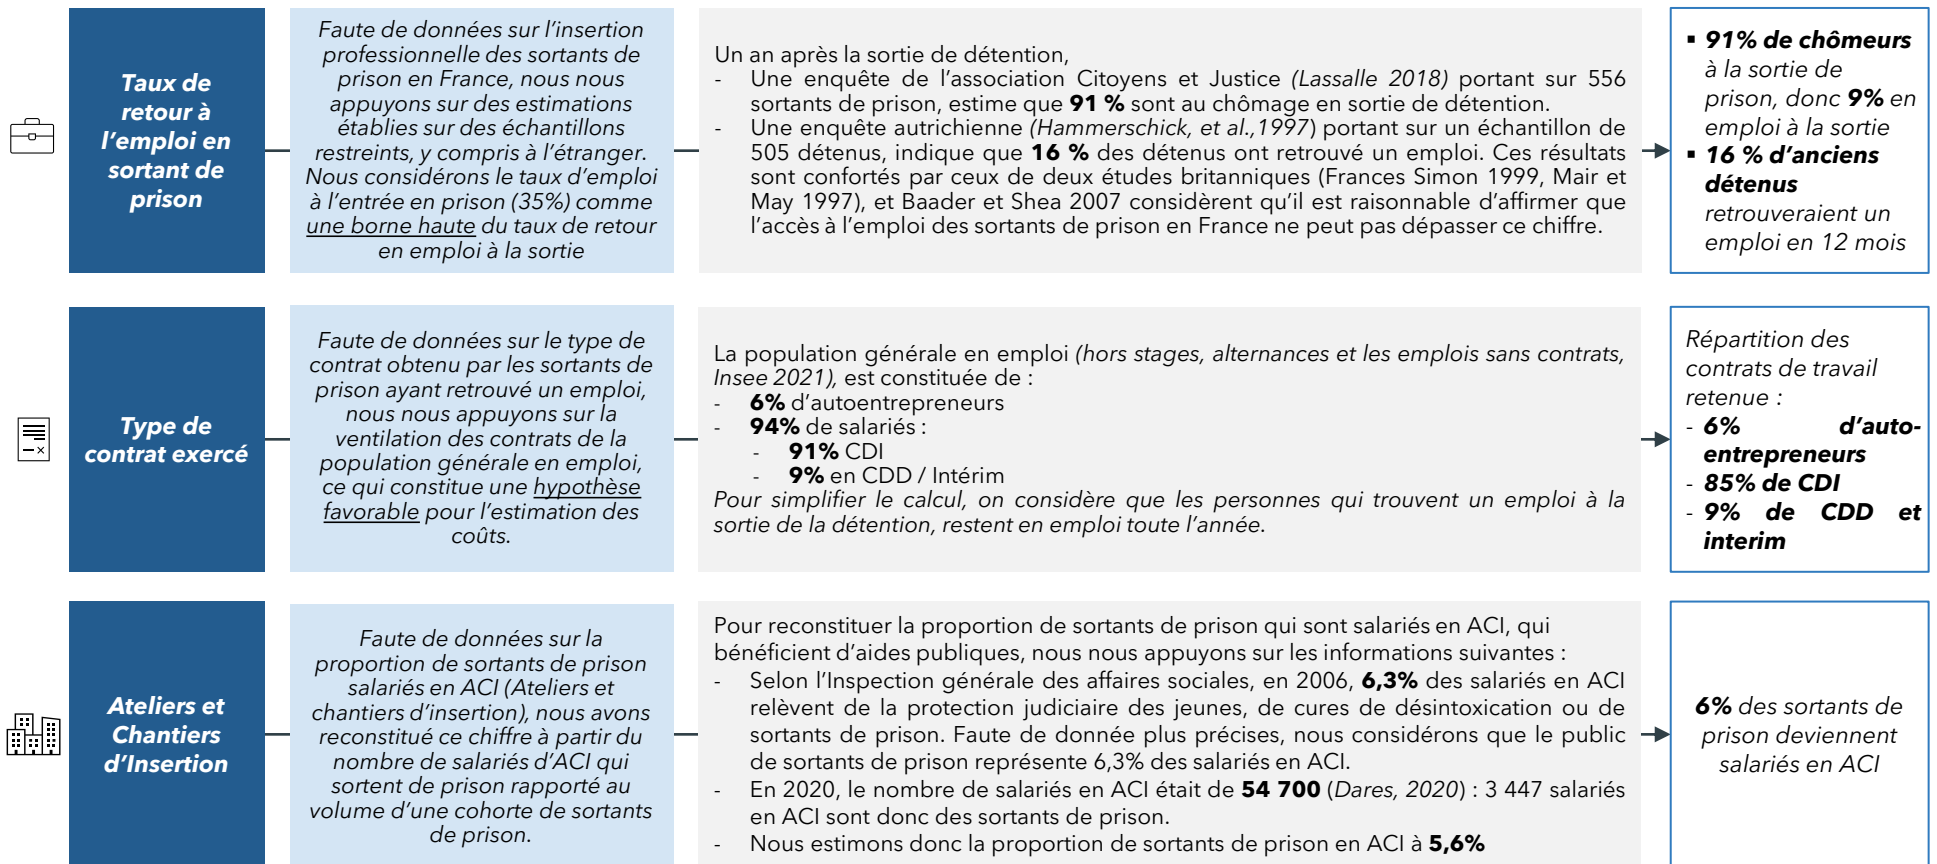 Taux de
retour à
l'emploi en
sortant de
prison
Faute de données sur l'insertion
professionnelle des sortants de
prison en France, nous nous
appuyons sur des estimations
établies sur des échantillons
restreints, y compris à l'étranger.
Nous considérons le taux d'emploi
à l'entrée en prison (35%) comme
une borne haute du taux de retour
en emploi à la sortie
Un an après la sortie de détention,
- Une enquête de l'association Citoyens et Justice (Lassalle 2018) portant sur 556
sortants de prison, estime que 91 % sont au chômage en sortie de détention.
- Une enquête autrichienne (Hammerschick, et al.,1997) portant sur un échantillon de
505 détenus, indique que 16 % des détenus ont retrouvé un emploi. Ces résultats
sont confortés par ceux de deux études britanniques (Frances Simon 1999, Mair et
May 1997), et Baader et Shea 2007 considèrent qu'il est raisonnable d'affirmer que
l'accès à l'emploi des sortants de prison en France ne peut pas dépasser ce chiffre.
▪ 91% de chômeurs
à la sortie de
prison, donc 9% en
emploi à la sortie
▪ 16 % d'anciens
détenus
retrouveraient un
emploi en 12 mois
Type de
contrat exercé
Faute de données sur le type de
contrat obtenu par les sortants de
prison ayant retrouvé un emploi,
nous nous appuyons sur la
ventilation des contrats de la
population générale en emploi,
ce qui constitue une hypothèse
favorable pour l'estimation des
coûts.
La population générale en emploi (hors stages, alternances et les emplois sans contrats,
Insee 2021), est constituée de :
- 6% d'autoentrepreneurs
- 94% de salariés :
- 91% CDI
- 9% en CDD / Intérim
Pour simplifier le calcul, on considère que les personnes qui trouvent un emploi à la
sortie de la détention, restent en emploi toute l'année.
Répartition des
contrats de travail
retenue :
- 6% d'auto-
entrepreneurs
- 85% de CDI
- 9% de CDD et
interim
Ateliers et
Chantiers
d'Insertion
Faute de données sur la
proportion de sortants de prison
salariés en ACI (Ateliers et
chantiers d'insertion), nous avons
reconstitué ce chiffre à partir du
nombre de salariés d'ACI qui
sortent de prison rapporté au
volume d'une cohorte de sortants
de prison.
Pour reconstituer la proportion de sortants de prison qui sont salariés en ACI, qui
bénéficient d'aides publiques, nous nous appuyons sur les informations suivantes :
- Selon l'Inspection générale des affaires sociales, en 2006, 6,3% des salariés en ACI
relèvent de la protection judiciaire des jeunes, de cures de désintoxication ou de
sortants de prison. Faute de donnée plus précises, nous considérons que le public
de sortants de prison représente 6,3% des salariés en ACI.
- En 2020, le nombre de salariés en ACI était de 54 700 (Dares, 2020) : 3 447 salariés
en ACI sont donc des sortants de prison.
- Nous estimons donc la proportion de sortants de prison en ACI à 5,6%
6% des sortants de
prison deviennent
salariés en ACI